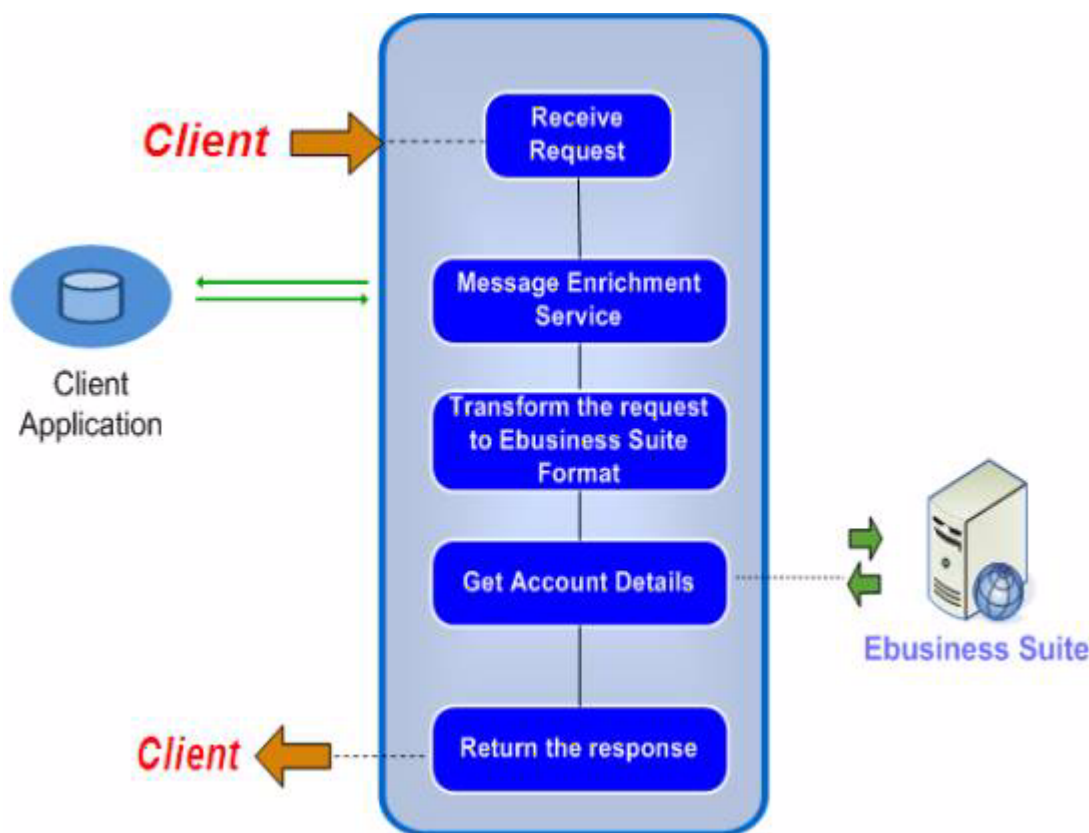 Receive
Request
Client
Message Enrichment
Service
Client
Application
Transform the request
to Ebusiness Suite
Format
Get Account Details
Ebusiness Suite
Return the response
Client